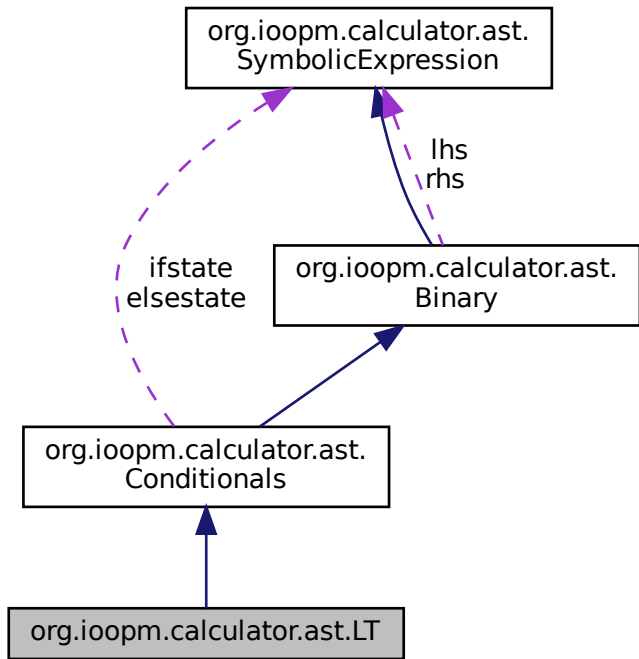 org.ioopm.calculator.ast.
SymbolicExpression
lhs
rhs
ifstate
elsestate
org.ioopm.calculator.ast.
Binary
org.ioopm.calculator.ast.
Conditionals
org.ioopm.calculator.ast.LT